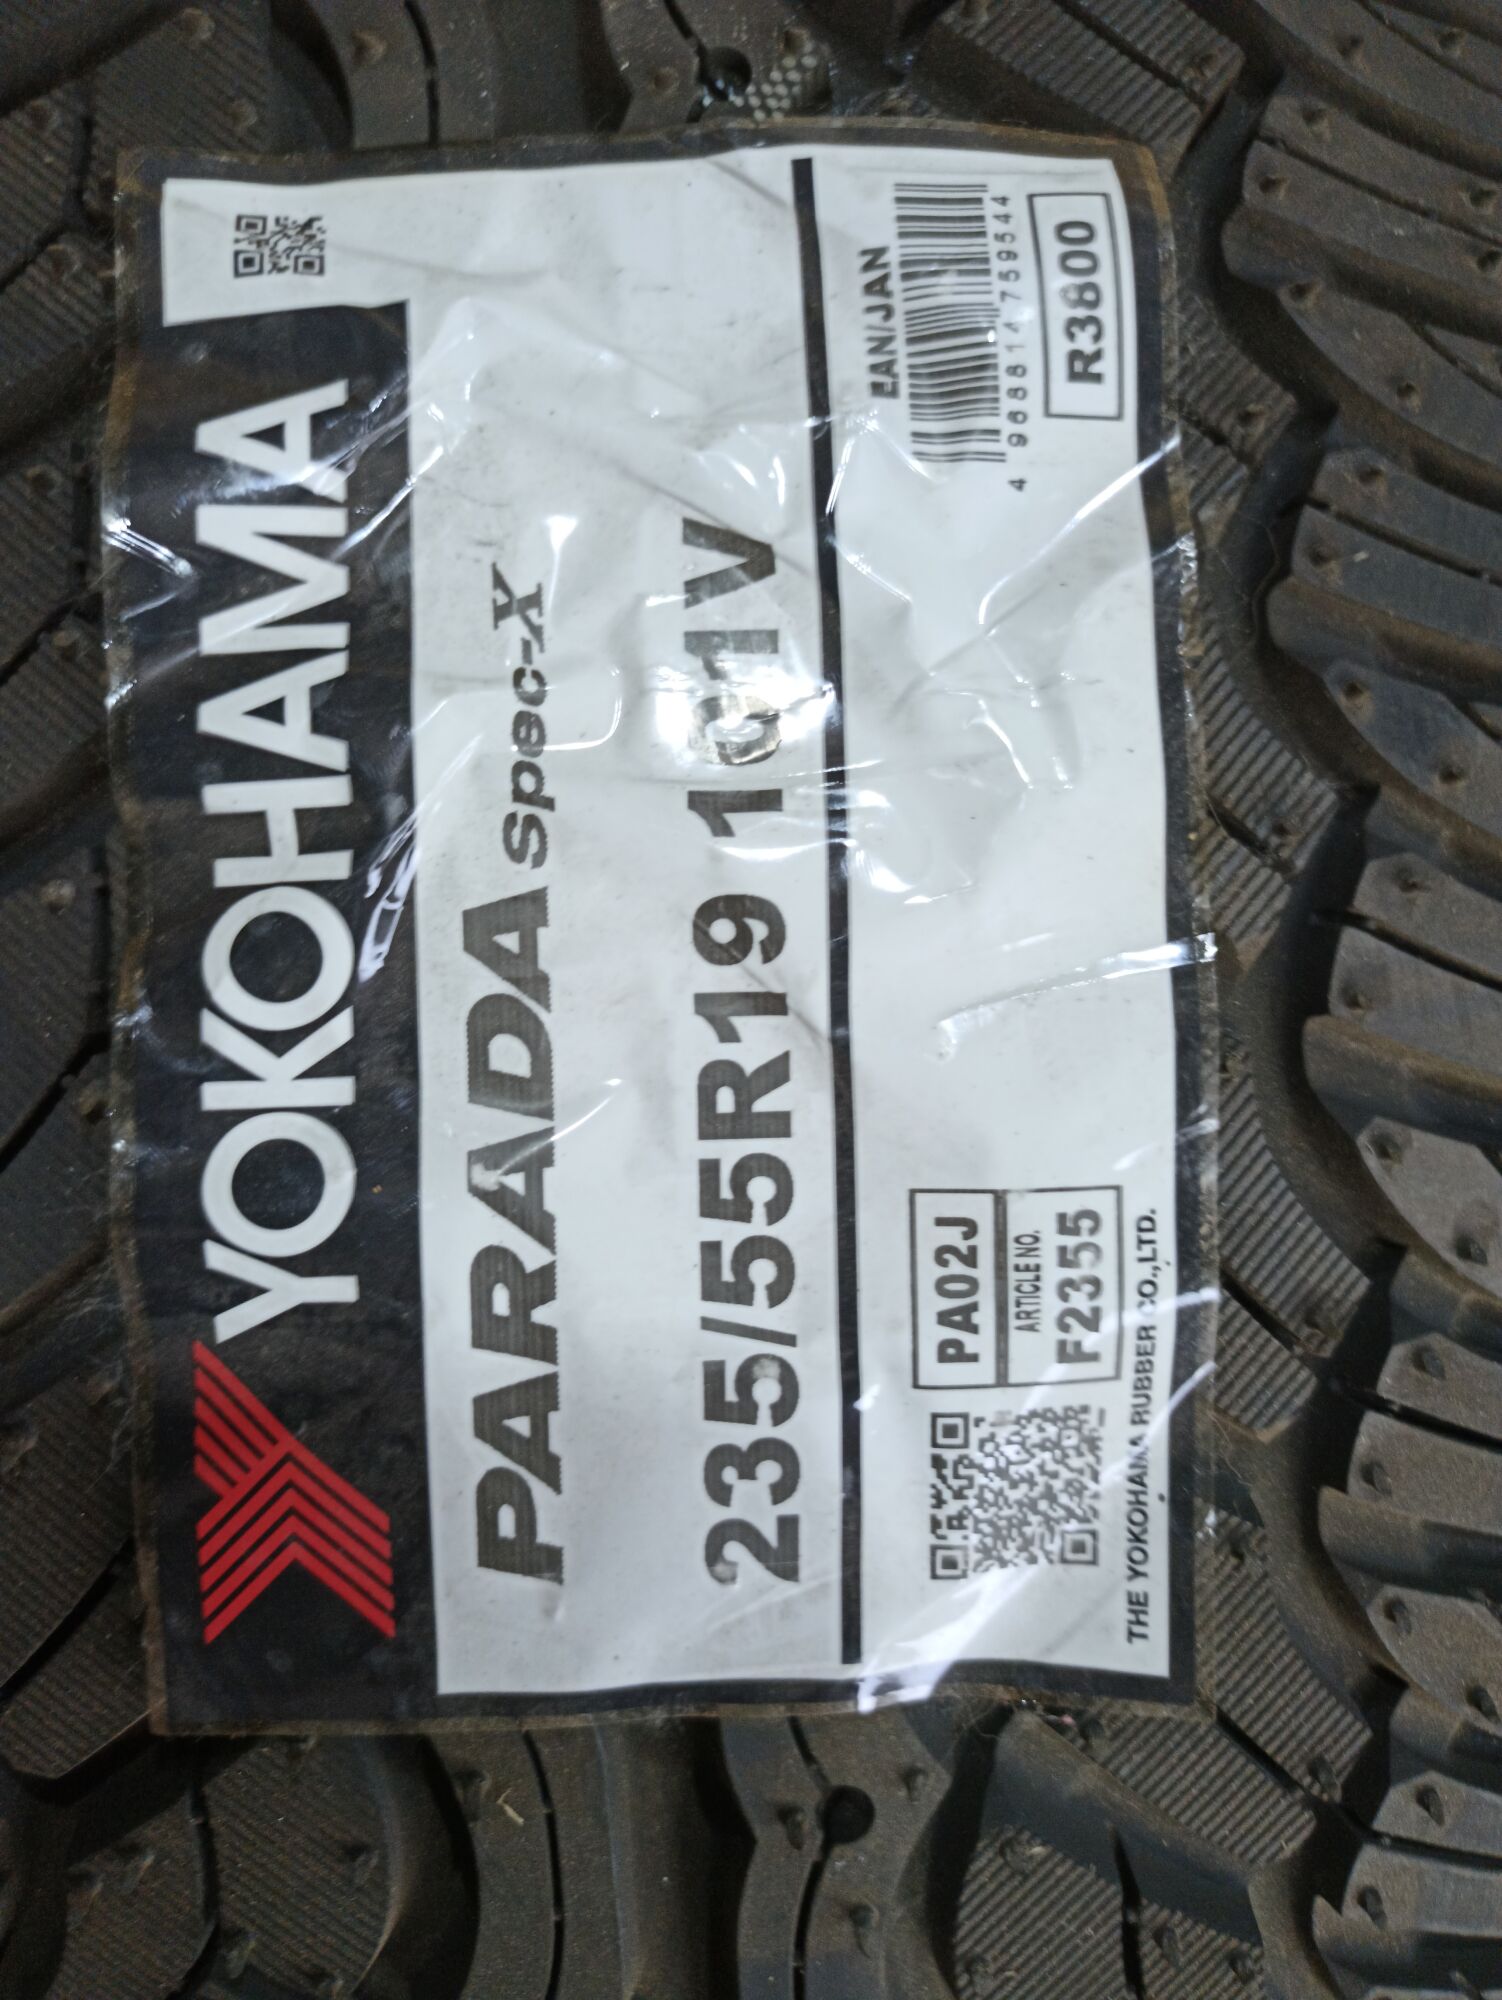 YOKOHAMA
PARADA Spec-X
235/55R19 101V
PA02J
ARTICLE NO.
F2355
EAN/JAN
4 968814 759544
R3800
THE YOKOHAMA RUBBER CO.,LTD.